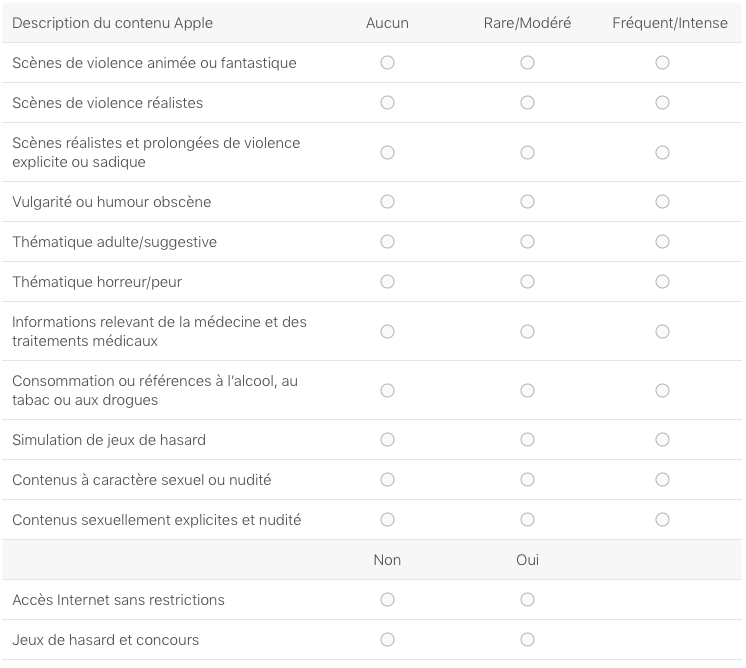 Description du contenu Apple Aucun Rare/Modéré Fréquent/Intense
Scènes de violence animée ou fantastique
Scènes de violence réalistes
Scènes réalistes et prolongées de violence
explicite ou sadique
Vulgarité ou humour obscène
Thématique adulte/suggestive
Thématique horreur/peur
Informations relevant de la médecine et des
traitements médicaux
Consommation ou références à l’alcool, au
tabac ou aux drogues
Simulation de jeux de hasard
Contenus à caractère sexuel ou nudité
Contenus sexuellement explicites et nudité
Non Oui
Accès Internet sans restrictions
Jeux de hasard et concours